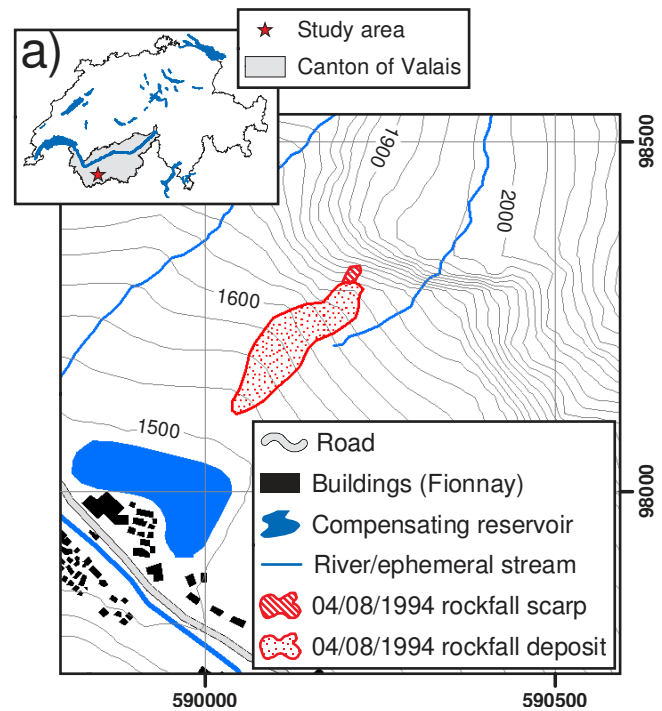 a)
Study area
Canton of Valais
98500
1900
2000
1600
1500
98000
Road
Buildings (Fionnay)
Compensating reservoir
River/ephemeral stream
04/08/1994 rockfall scarp
04/08/1994 rockfall deposit
590000
590500